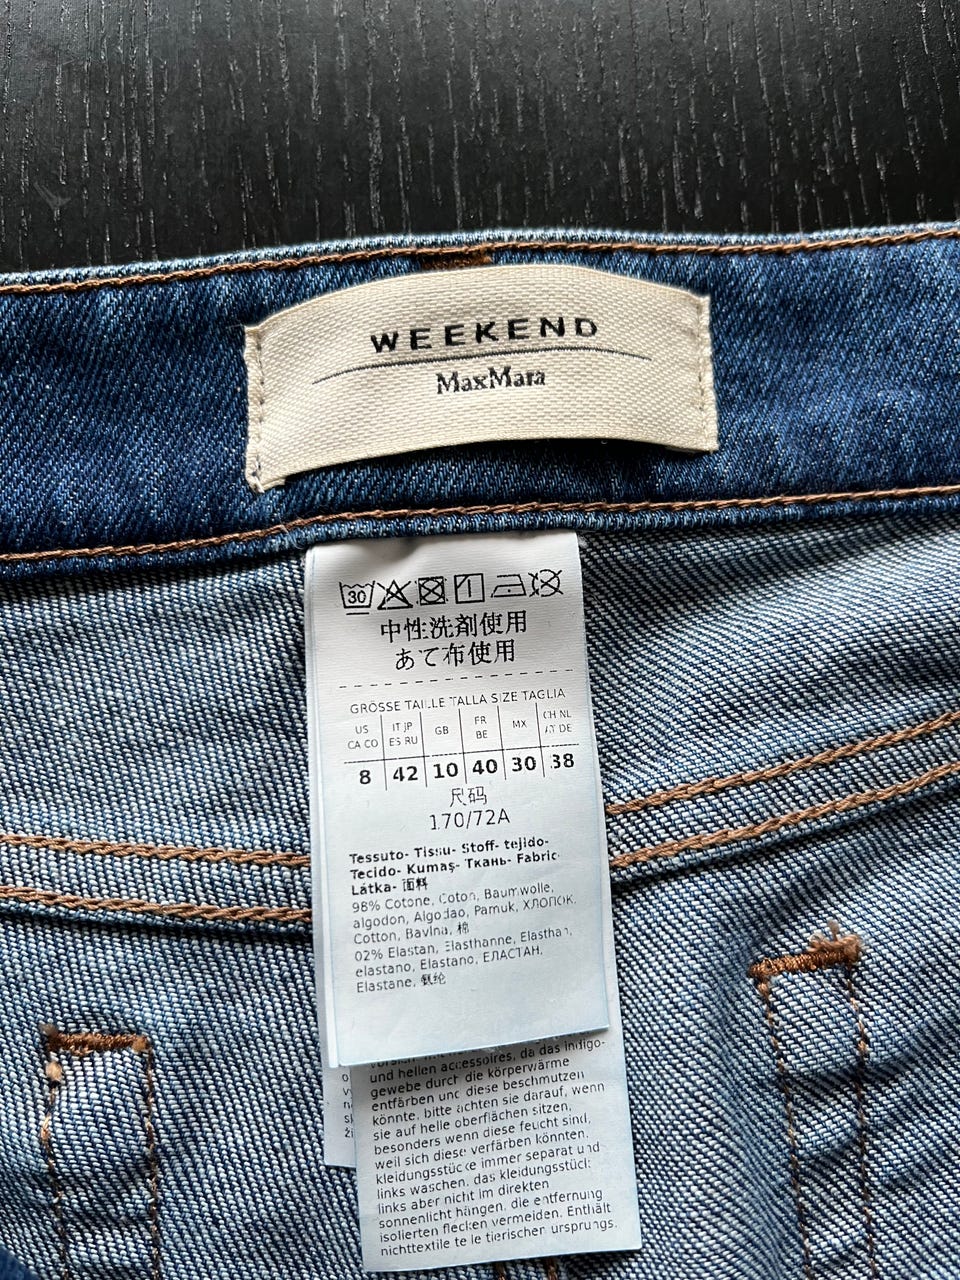 WEEKEND
MaxMara
30
中性洗剤使用
あて布使用
GRÖSSE TAILLE TALLA SIZE TAGLIA
US CA CO | IT JP ES RU | GB | FR BE | MX | CH NL AT DE
8 | 42 | 10 | 40 | 30 | 38
尺码
170/72A
Tessuto- Tissu- Stoff- tejido-
Tecido- Kumaş- Ткань- Fabric-
Látka- 面料
98% Cotone, Coton, Baumwolle,
algodon, Algodao, Pamuk, ХЛОПОК,
Cotton, Bavlna, 棉
02% Elastan, Elasthanne, Elasthan,
elastano, Elastano, ЕЛАСТАН,
Elastane, 氨纶
und hellen accessoires, da das indigo-
gewebe durch die körperwärme
entfärben und diese beschmutzen
könnte. bitte achten sie darauf, wenn
sie auf helle oberflächen sitzen,
besonders wenn diese feucht sind,
weil sich diese verfärben könnten.
kleidungsstücke immer separat und
links waschen, das kleidungsstück
links aber nicht im direkten
sonnenlicht hängen, die entfernung
isolierten flecken vermeiden. Enthält
nichttextile teile tierischen ursprungs.